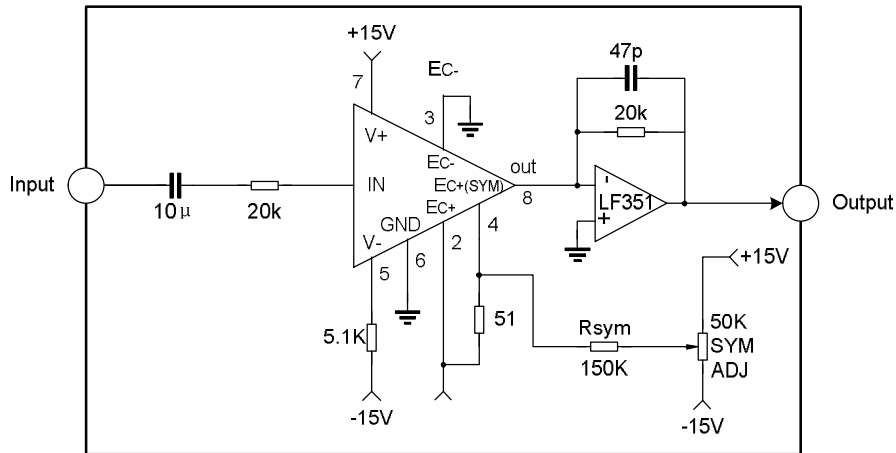 +15V
7
EC-
3
V+
EC-
out
EC+(SYM)
IN
8
EC+
GND
4
V-
2
6
5
Input
10μ
20k
47p
20k
-
LF351
+
Output
5.1K
-15V
51
Rsym
150K
+15V
50K
SYM
ADJ
-15V